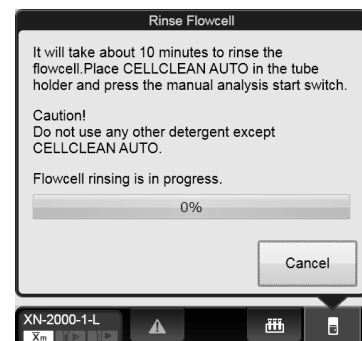 Rinse Flowcell
It will take about 10 minutes to rinse the
flowcell.Place CELLCLEAN AUTO in the tube
holder and press the manual analysis start switch.
Caution!
Do not use any other detergent except
CELLCLEAN AUTO.
Flowcell rinsing is in progress.
0%
Cancel
XN-2000-1-L
Xm